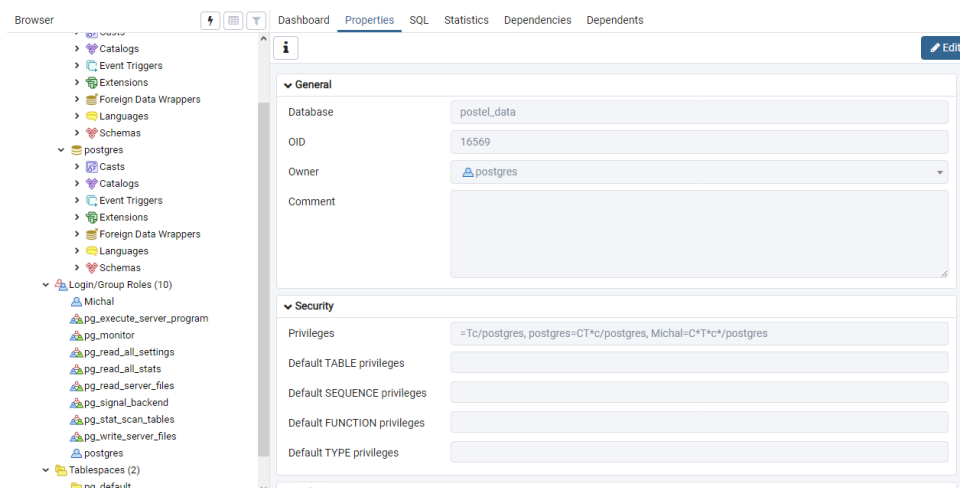 Browser
Dashboard Properties SQL Statistics Dependencies Dependents
Casts
Catalogs
Event Triggers
Extensions
Foreign Data Wrappers
Languages
Schemas
postgres
Casts
Catalogs
Event Triggers
Extensions
Foreign Data Wrappers
Languages
Schemas
Login/Group Roles (10)
Michal
pg_execute_server_program
pg_monitor
pg_read_all_settings
pg_read_all_stats
pg_read_server_files
pg_signal_backend
pg_stat_scan_tables
pg_write_server_files
postgres
Tablespaces (2)
pg_default
i Edit
General
Database postel_data
OID 16569
Owner postgres
Comment
Security
Privileges =Tc/postgres, postgres=CT*c/postgres, Michal=C*T*c*/postgres
Default TABLE privileges
Default SEQUENCE privileges
Default FUNCTION privileges
Default TYPE privileges